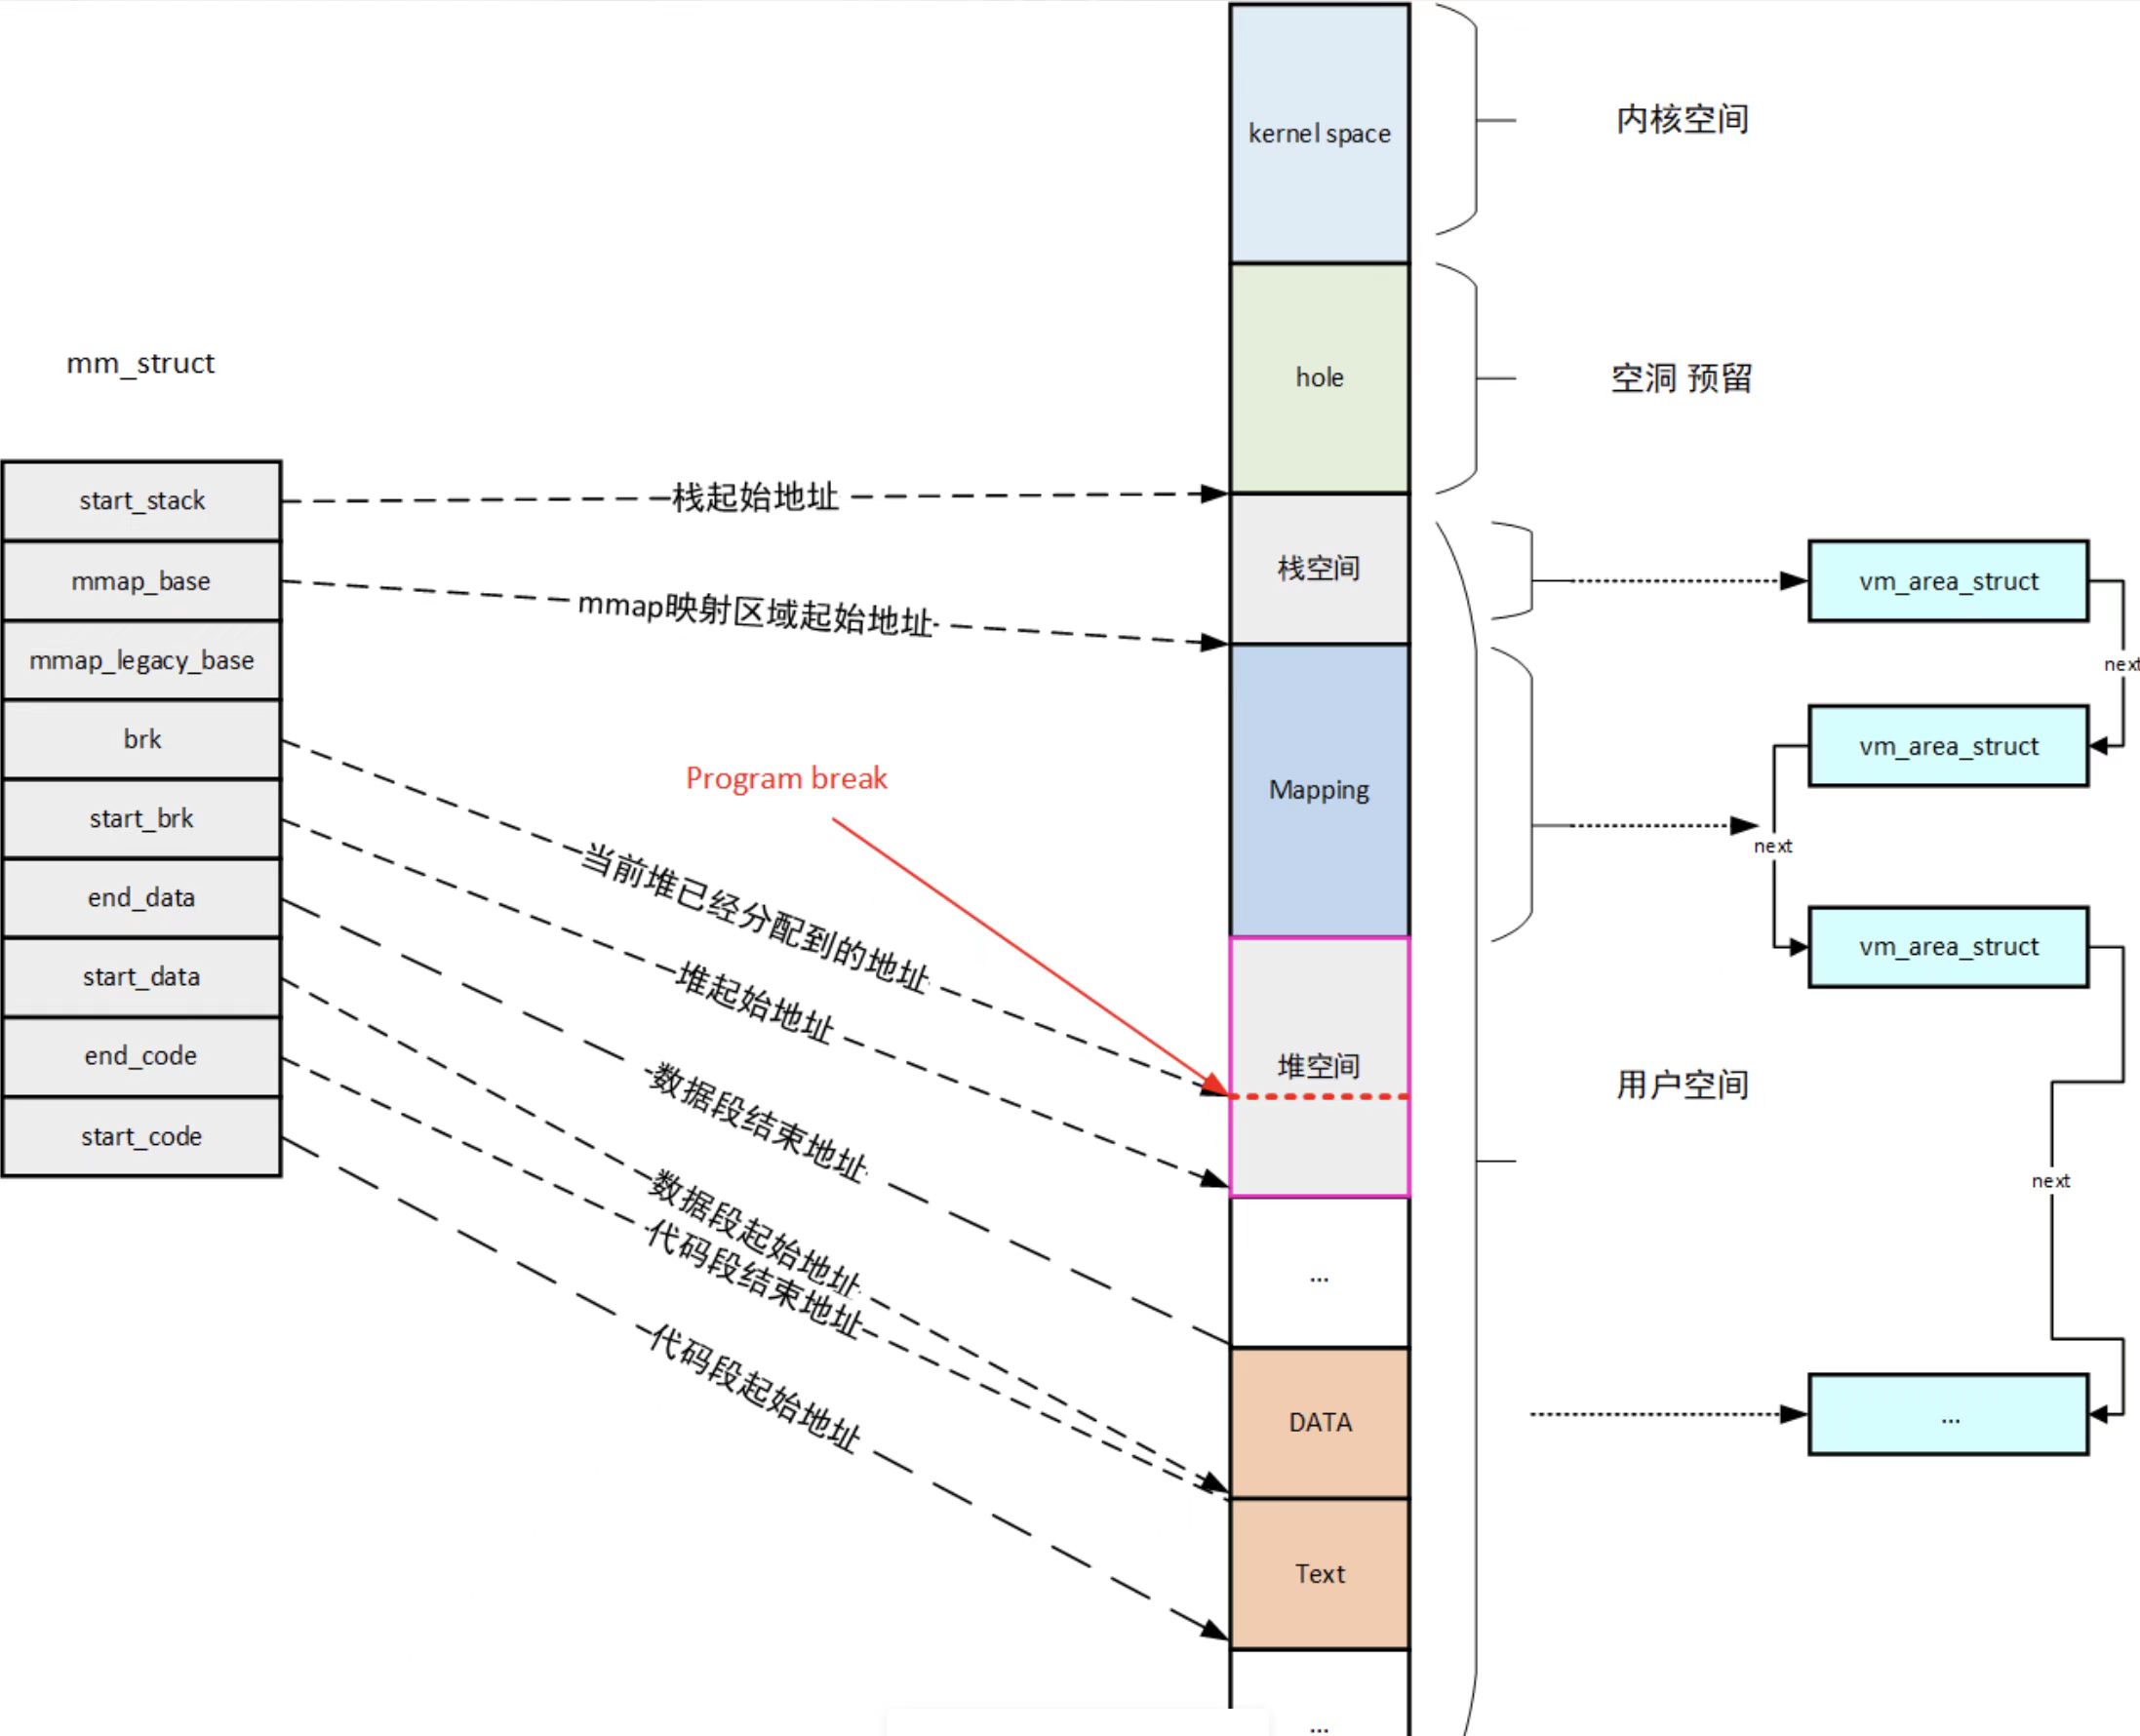 mm_struct
start_stack
mmap_base
mmap_legacy_base
brk
start_brk
end_data
start_data
end_code
start_code
栈起始地址
mmap映射区域起始地址
Program break
当前堆已经分配到的地址
堆起始地址
数据段结束地址
数据段起始地址
代码段结束地址
代码段起始地址
kernel space
hole
栈空间
Mapping
堆空间
...
DATA
Text
...
内核空间
空洞 预留
用户空间
vm_area_struct
next
vm_area_struct
next
vm_area_struct
next
...